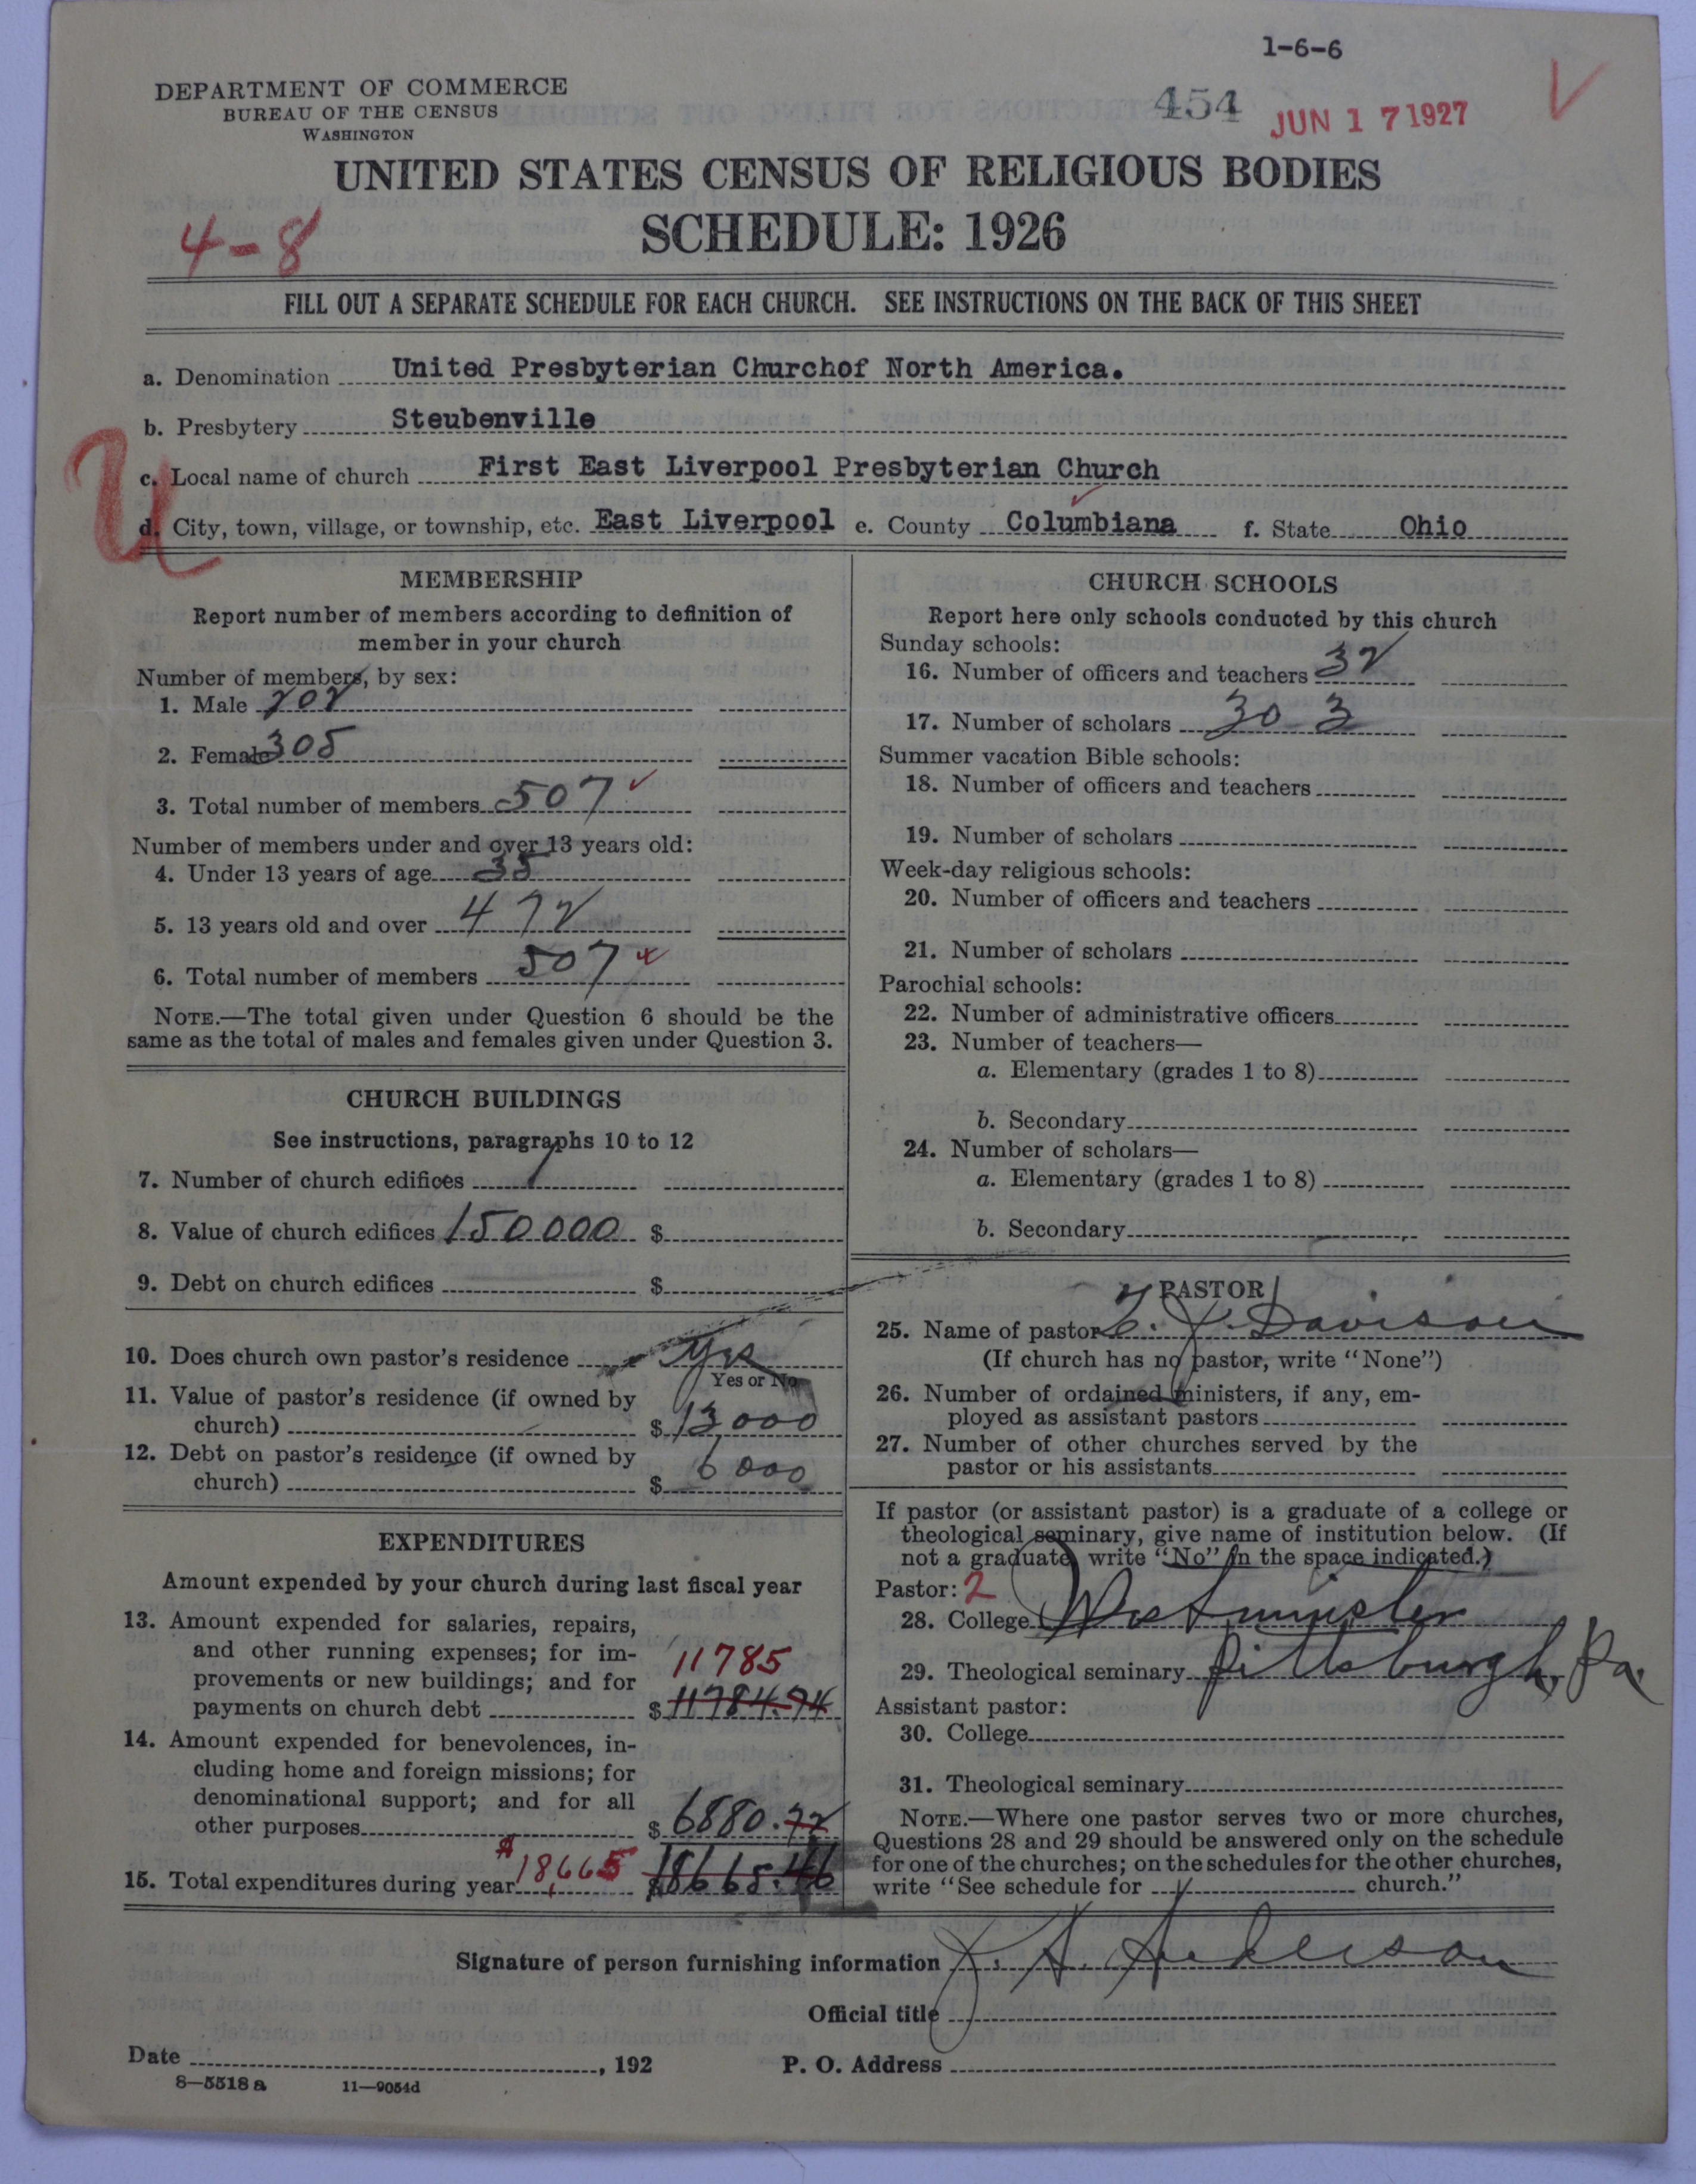 1-6-6
DEPARTMENT OF COMMERCE
BUREAU OF THE CENSUS
WASHINGTON
454
JUN 17 1927
UNITED STATES CENSUS OF RELIGIOUS BODIES
SCHEDULE: 1926
4-8
FILL OUT A SEPARATE SCHEDULE FOR EACH CHURCH. SEE INSTRUCTIONS ON THE BACK OF THIS SHEET
a. Denomination United Presbyterian Churchof North America.
b. Presbytery Steubenville
c. Local name of church First East Liverpool Presbyterian Church
d. City, town, village, or township, etc. East Liverpool e. County Columbiana f. State Ohio
MEMBERSHIP
Report number of members according to definition of
member in your church
Number of members, by sex:
1. Male 202
2. Female 305
3. Total number of members 507
Number of members under and over 13 years old:
4. Under 13 years of age 35
5. 13 years old and over 472
6. Total number of members 507
NOTE.—The total given under Question 6 should be the
same as the total of males and females given under Question 3.
CHURCH BUILDINGS
See instructions, paragraphs 10 to 12
7. Number of church edifices 1
8. Value of church edifices 150000 $
9. Debt on church edifices $
10. Does church own pastor's residence Yes
Yes or No
11. Value of pastor's residence (if owned by
church) $ 13000
12. Debt on pastor's residence (if owned by
church) $ 6000
EXPENDITURES
Amount expended by your church during last fiscal year
13. Amount expended for salaries, repairs,
and other running expenses; for im-
provements or new buildings; and for 11785
payments on church debt $ 11784.74
14. Amount expended for benevolences, in-
cluding home and foreign missions; for
denominational support; and for all
other purposes $ 6880.72
15. Total expenditures during year $18,665 18665.46
CHURCH SCHOOLS
Report here only schools conducted by this church
Sunday schools:
16. Number of officers and teachers 32
17. Number of scholars 303
Summer vacation Bible schools:
18. Number of officers and teachers
19. Number of scholars
Week-day religious schools:
20. Number of officers and teachers
21. Number of scholars
Parochial schools:
22. Number of administrative officers
23. Number of teachers—
a. Elementary (grades 1 to 8)
b. Secondary
24. Number of scholars—
a. Elementary (grades 1 to 8)
b. Secondary
PASTOR
25. Name of pastor Davison
(If church has no pastor, write "None")
26. Number of ordained ministers, if any, em-
ployed as assistant pastors
27. Number of other churches served by the
pastor or his assistants
If pastor (or assistant pastor) is a graduate of a college or
theological seminary, give name of institution below. (If
not a graduate, write "No" in the space indicated.)
Pastor: 2
28. College Westminster
29. Theological seminary Pittsburgh, Pa.
Assistant pastor:
30. College
31. Theological seminary
NOTE.—Where one pastor serves two or more churches,
Questions 28 and 29 should be answered only on the schedule
for one of the churches; on the schedules for the other churches,
write "See schedule for church."
Signature of person furnishing information J. A. Anderson
Official title
Date , 192
P. O. Address
8—5518 a 11—9054d